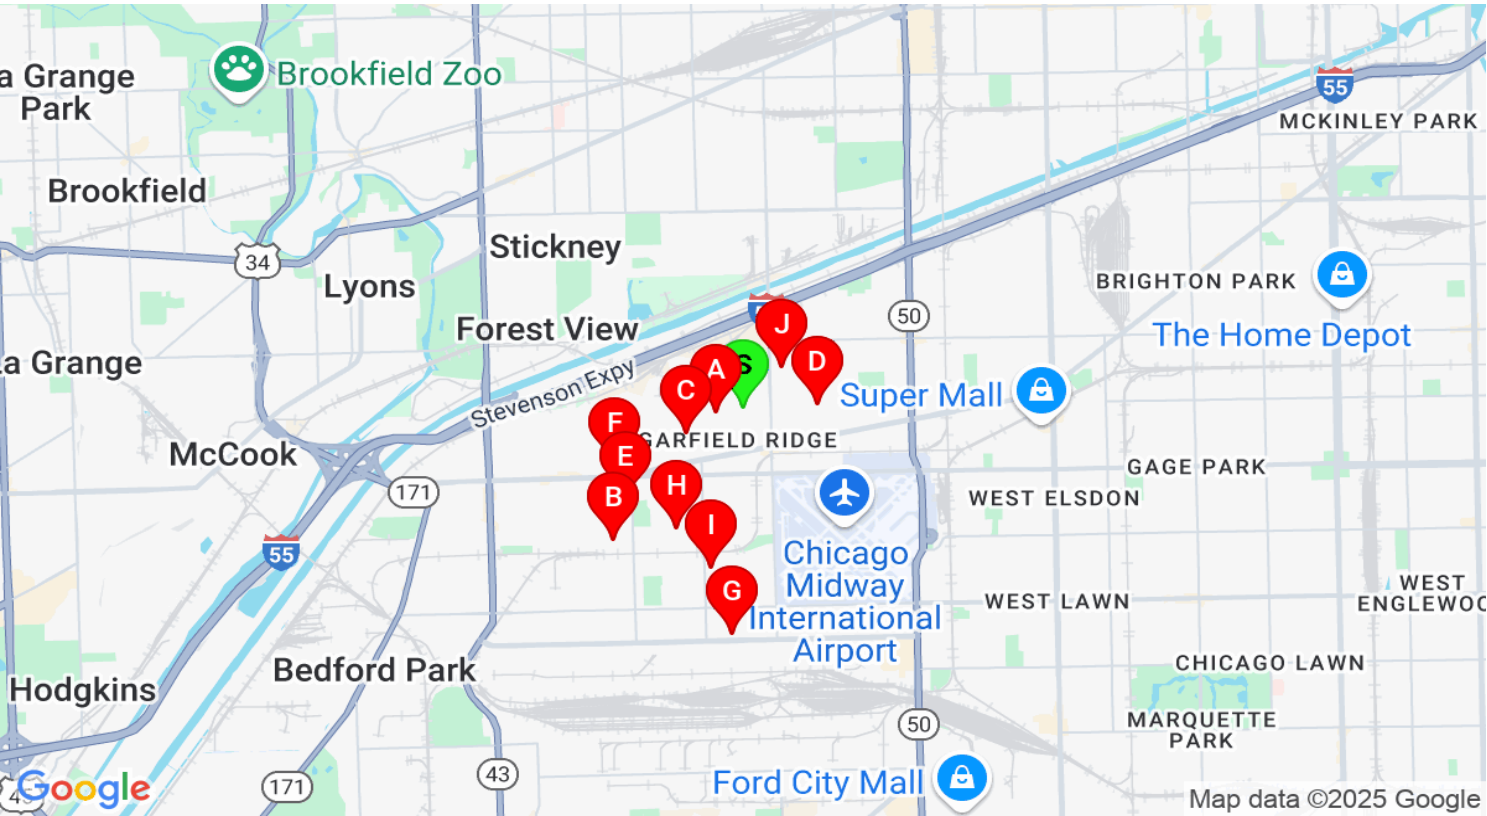 a Grange
Park
Brookfield Zoo
55
MCKINLEY PARK
Brookfield
Stickney
34
Lyons
BRIGHTON PARK
50
Forest View
J
The Home Depot
a Grange
S
A
D
C
Super Mall
Stevenson Expy
F
GARFIELD RIDGE
McCook
E
GAGE PARK
171
H
B
WEST ELSDON
I
55
Chicago
Midway
International
Airport
G
WEST LAWN
WEST
ENGLEWOO
Bedford Park
CHICAGO LAWN
Hodgkins
MARQUETTE
PARK
50
43
Ford City Mall
171
Google
Map data ©2025 Google